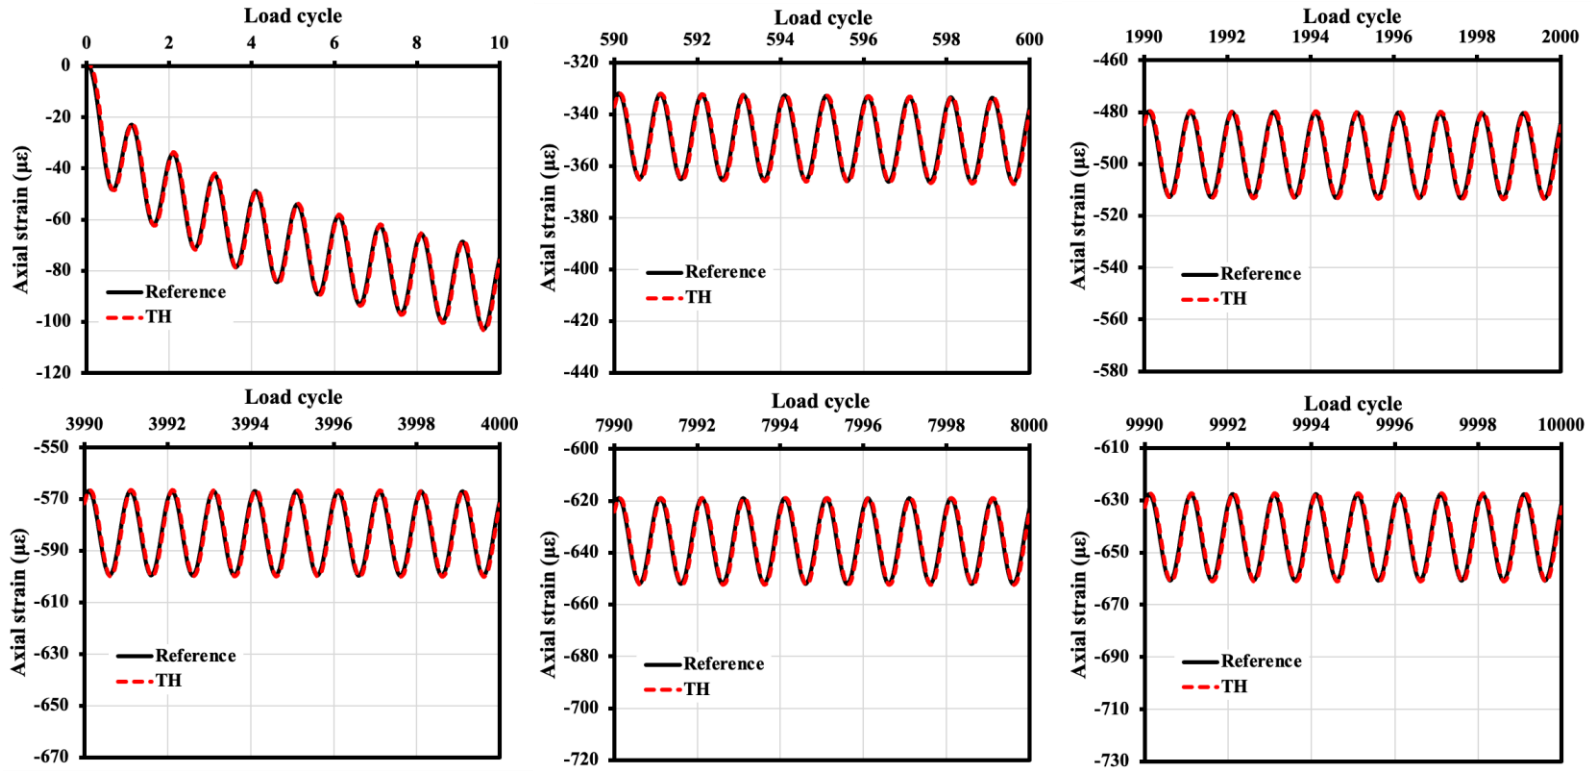 Load cycle
0 2 4 6 8 10
0
-20
-40
-60
-80
-100
-120
Axial strain (με)
Reference
TH
Load cycle
590 592 594 596 598 600
-320
-340
-360
-380
-400
-420
-440
Axial strain (με)
Reference
TH
Load cycle
1990 1992 1994 1996 1998 2000
-460
-480
-500
-520
-540
-560
-580
Axial strain (με)
Reference
TH
Load cycle
3990 3992 3994 3996 3998 4000
-550
-570
-590
-610
-630
-650
-670
Axial strain (με)
Reference
TH
Load cycle
7990 7992 7994 7996 7998 8000
-600
-620
-640
-660
-680
-700
-720
Axial strain (με)
Reference
TH
Load cycle
9990 9992 9994 9996 9998 10000
-610
-630
-650
-670
-690
-710
-730
Axial strain (με)
Reference
TH